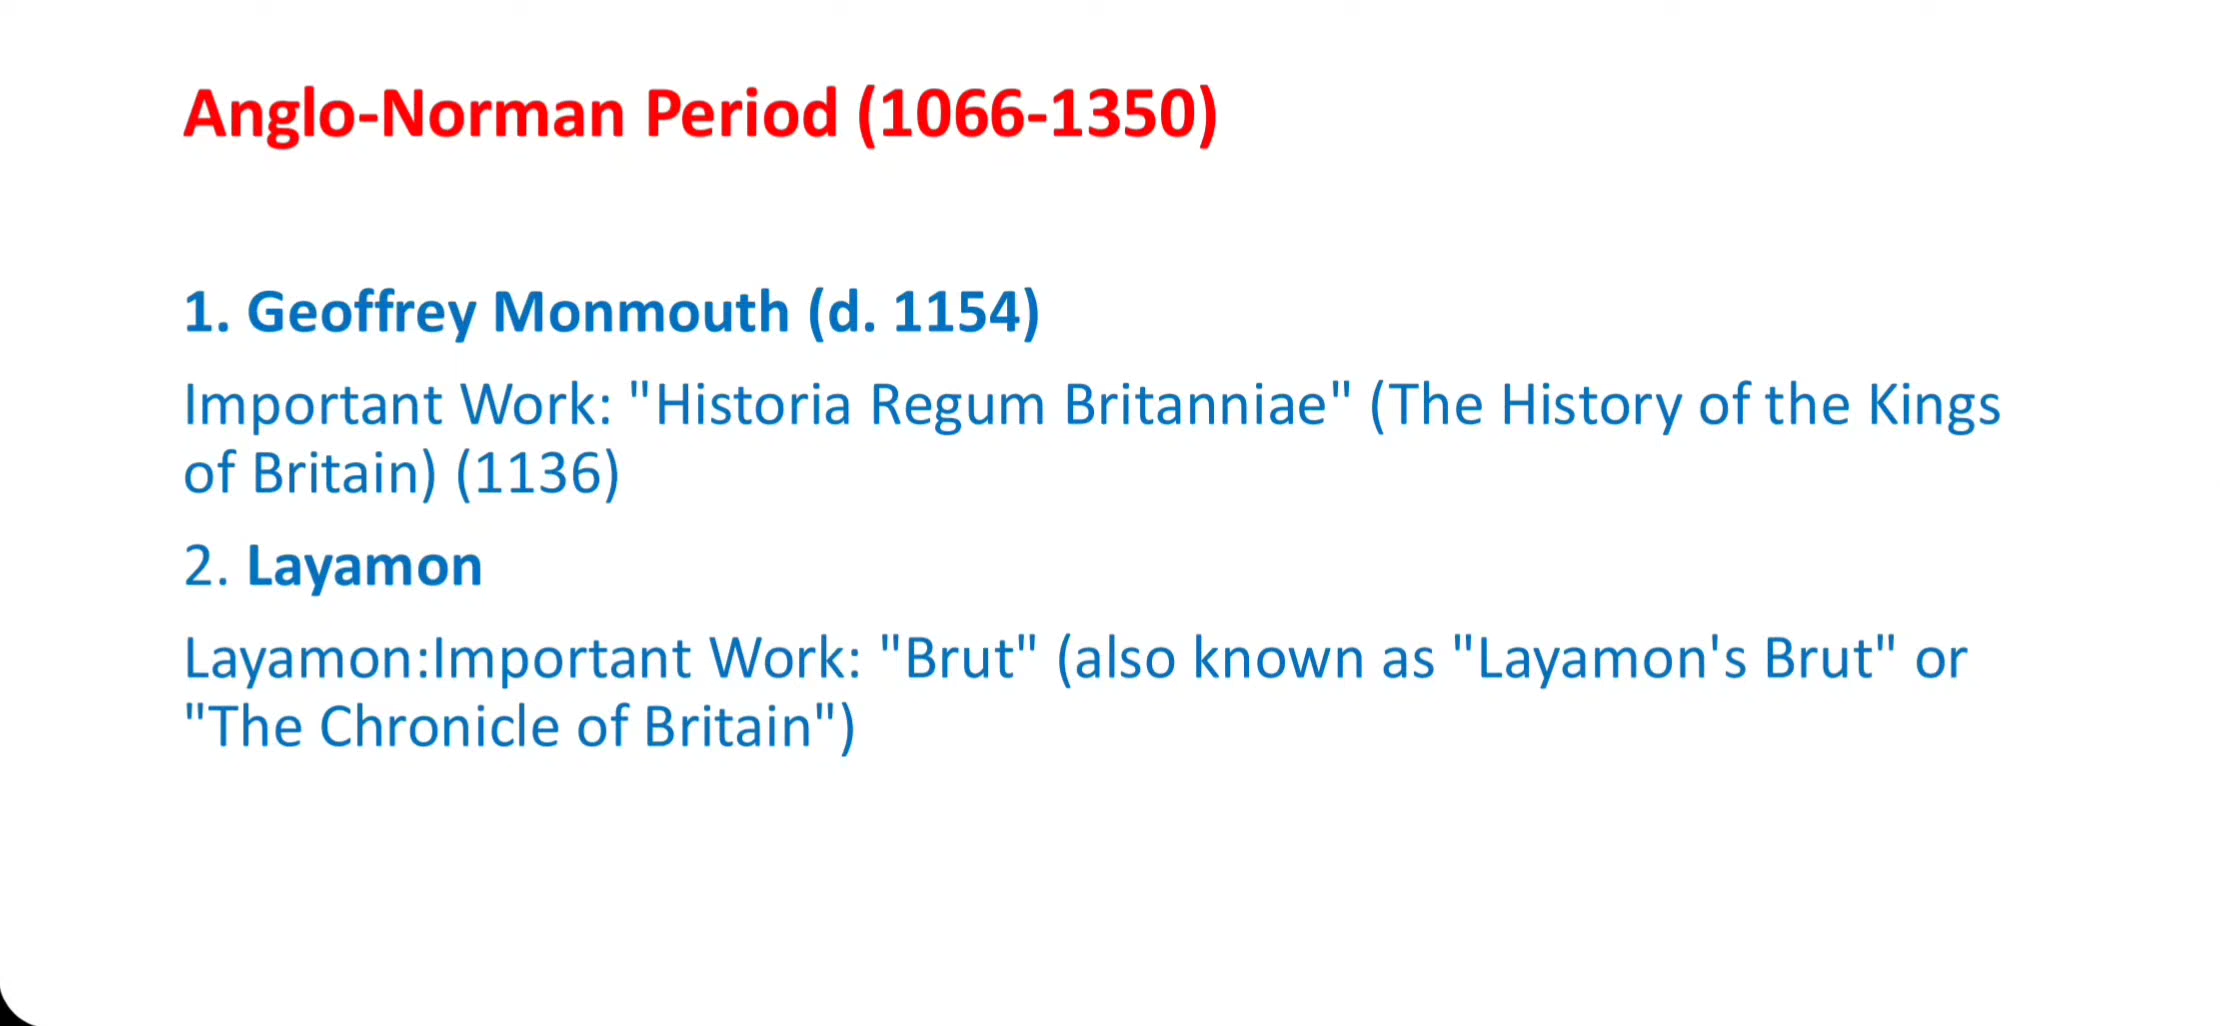 Anglo-Norman Period (1066-1350)
1. Geoffrey Monmouth (d. 1154)
Important Work: "Historia Regum Britanniae" (The History of the Kings
of Britain) (1136)
2. Layamon
Layamon:Important Work: "Brut" (also known as "Layamon's Brut" or
"The Chronicle of Britain")